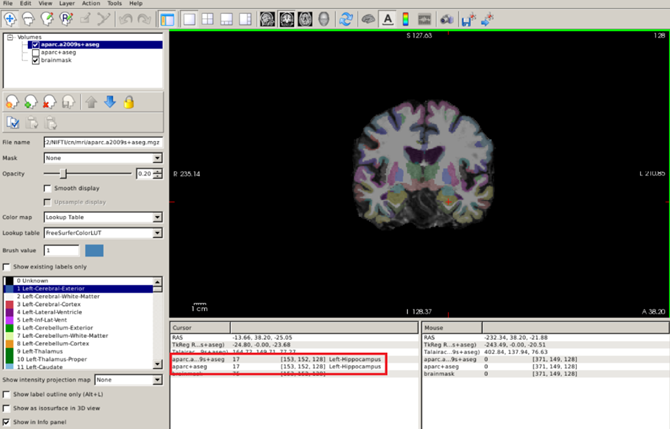 File Edit View Layer Action Tools Help
Volumes
aparc.a2009s+aseg
aparc+aseg
brainmask
File name 2/NIFTI/cn/mri/aparc.a2009s+aseg.mgz
Mask None
Opacity 0.20
Smooth display
Upsample display
Color map Lookup Table
Lookup table FreeSurferColorLUT
Brush value 1
Show existing labels only
0 Unknown
1 Left-Cerebral-Exterior
2 Left-Cerebral-White-Matter
3 Left-Cerebral-Cortex
4 Left-Lateral-Ventricle
5 Left-Inf-Lat-Vent
6 Left-Cerebellum-Exterior
7 Left-Cerebellum-White-Matter
8 Left-Cerebellum-Cortex
9 Left-Thalamus
10 Left-Thalamus-Proper
11 Left-Caudate
Show intensity projection map None
Show label outline only (Alt+L)
Show as isosurface in 3D view
Show in Info panel
S 127.63
128
R 235.14
L 210.85
1 cm
I 128.37
A 38.20
Cursor
RAS -13.66, 38.20, -25.05
TkReg R...s+aseg) -24.80, -0.00, -23.68
Talairac...9s+aseg) 164.72, 149.71, 77.27
aparc.a...9s+aseg 17 [153, 152, 128] Left-Hippocampus
aparc+aseg 17 [153, 152, 128] Left-Hippocampus
brainmask
Mouse
RAS -232.34, 38.20, -21.88
TkReg R...s+aseg) -243.49, -0.00, -20.51
Talairac...9s+aseg) 402.84, 137.94, 76.63
aparc.a...9s+aseg 0 [371, 149, 128]
aparc+aseg 0 [371, 149, 128]
brainmask 0 [371, 149, 128]